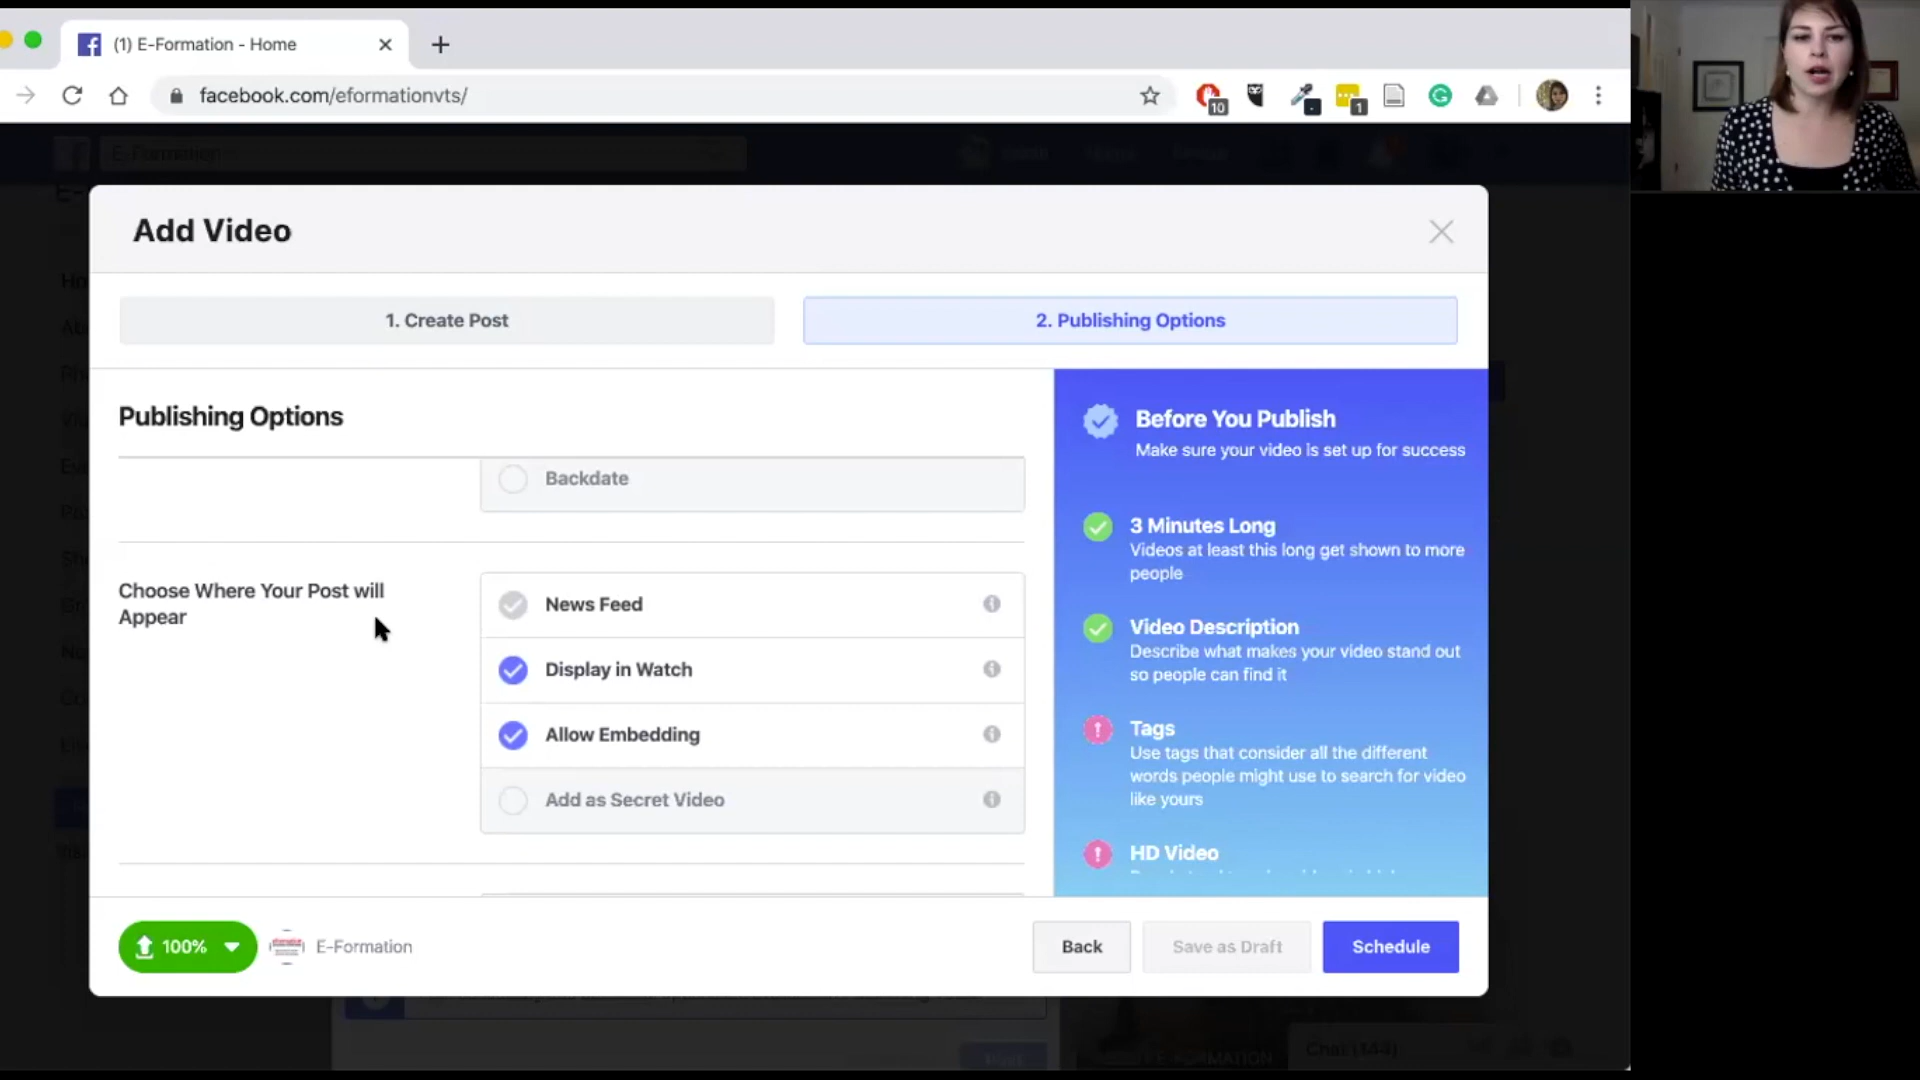 (1) E-Formation - Home
facebook.com/eformationvts/
10
1
E-Formation
Add Video
1. Create Post
2. Publishing Options
Publishing Options
Backdate
Choose Where Your Post will
Appear
News Feed
Display in Watch
Allow Embedding
Add as Secret Video
Before You Publish
Make sure your video is set up for success
3 Minutes Long
Videos at least this long get shown to more
people
Video Description
Describe what makes your video stand out
so people can find it
Tags
Use tags that consider all the different
words people might use to search for video
like yours
HD Video
100%
E-Formation
Back
Save as Draft
Schedule